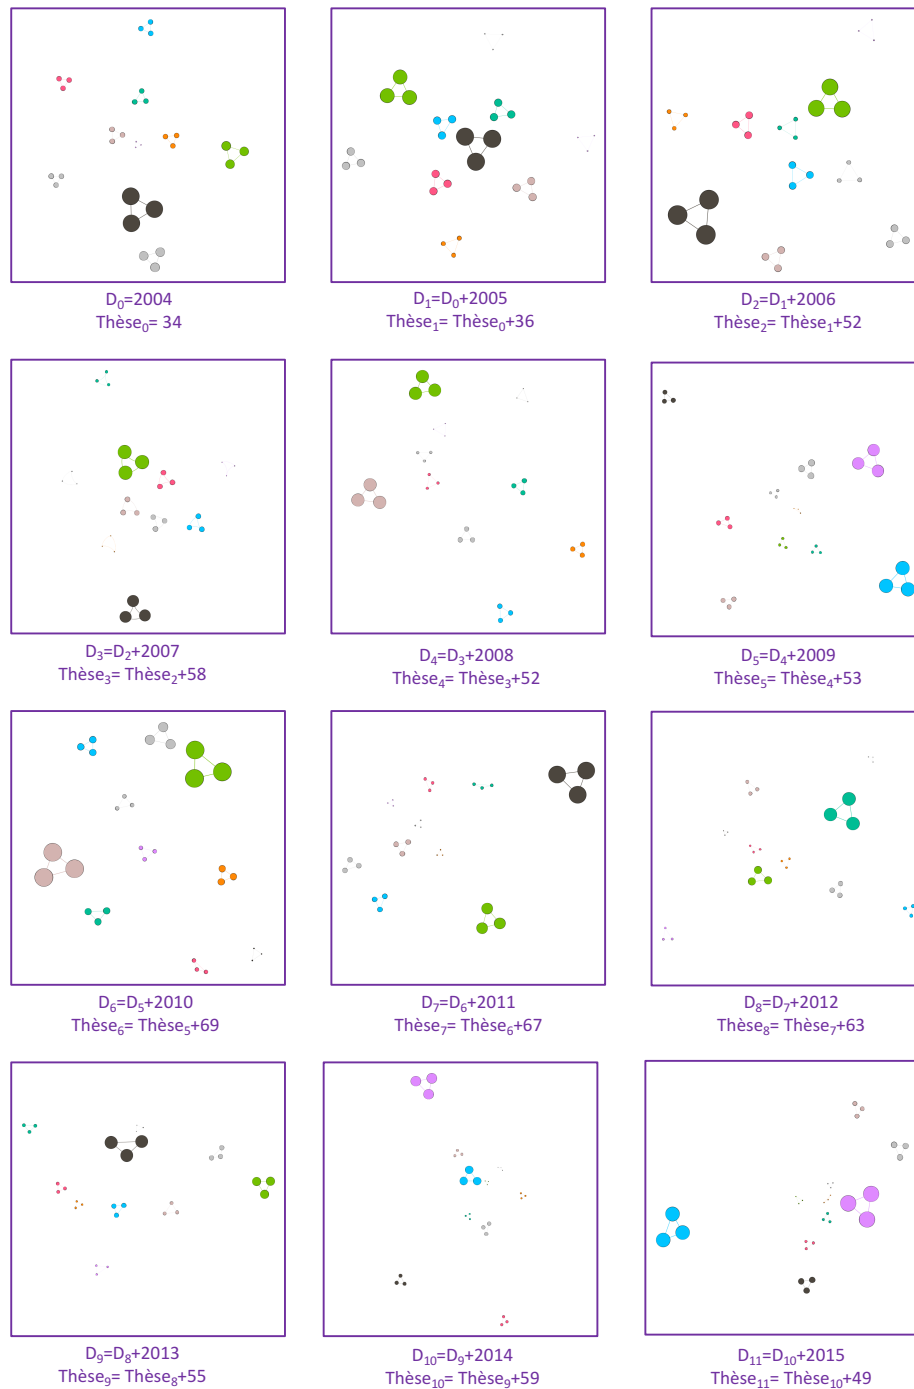 D₀=2004
Thèse₀= 34
D₁=D₀+2005
Thèse₁= Thèse₀+36
D₂=D₁+2006
Thèse₂= Thèse₁+52
D₃=D₂+2007
Thèse₃= Thèse₂+58
D₄=D₃+2008
Thèse₄= Thèse₃+52
D₅=D₄+2009
Thèse₅= Thèse₄+53
D₆=D₅+2010
Thèse₆= Thèse₅+69
D₇=D₆+2011
Thèse₇= Thèse₆+67
D₈=D₇+2012
Thèse₈= Thèse₇+63
D₉=D₈+2013
Thèse₉= Thèse₈+55
D₁₀=D₉+2014
Thèse₁₀= Thèse₉+59
D₁₁=D₁₀+2015
Thèse₁₁= Thèse₁₀+49